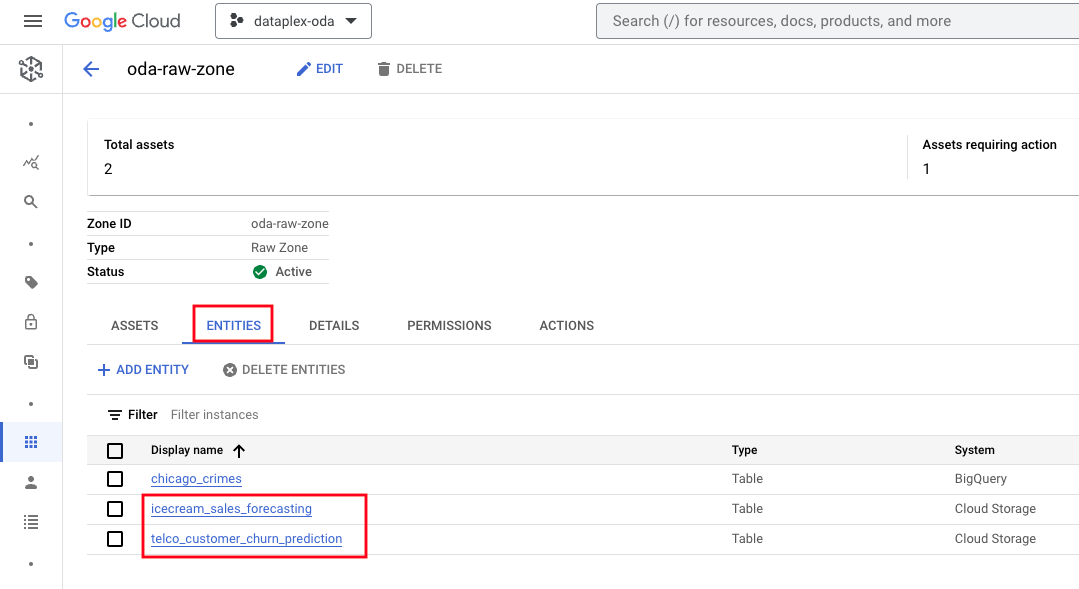 Google Cloud
dataplex-oda
Search (/) for resources, docs, products, and more
oda-raw-zone
EDIT
DELETE
Total assets
2
Assets requiring action
1
Zone ID oda-raw-zone
Type Raw Zone
Status Active
ASSETS ENTITIES DETAILS PERMISSIONS ACTIONS
ADD ENTITY DELETE ENTITIES
Filter Filter instances
Display name Type System
chicago_crimes Table BigQuery
icecream_sales_forecasting Table Cloud Storage
telco_customer_churn_prediction Table Cloud Storage